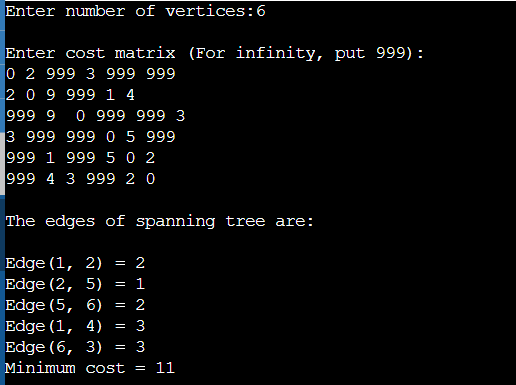 Enter number of vertices:6
Enter cost matrix (For infinity, put 999):
0 2 999 3 999 999
2 0 9 999 1 4
999 9  0 999 999 3
3 999 999 0 5 999
999 1 999 5 0 2
999 4 3 999 2 0
The edges of spanning tree are:
Edge(1, 2) = 2
Edge(2, 5) = 1
Edge(5, 6) = 2
Edge(1, 4) = 3
Edge(6, 3) = 3
Minimum cost = 11